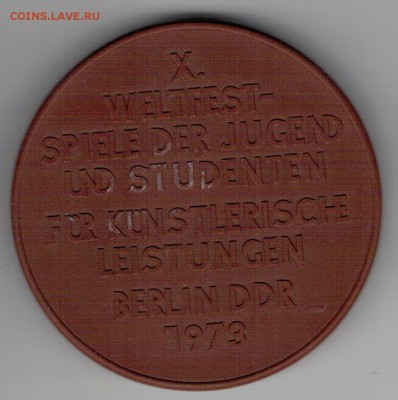 COINS.LAVE.RU
X.
WELTFEST-
SPIELE DER JUGEND
UND STUDENTEN
FÜR KÜNSTLERISCHE
LEISTUNGEN
BERLIN DDR
1973